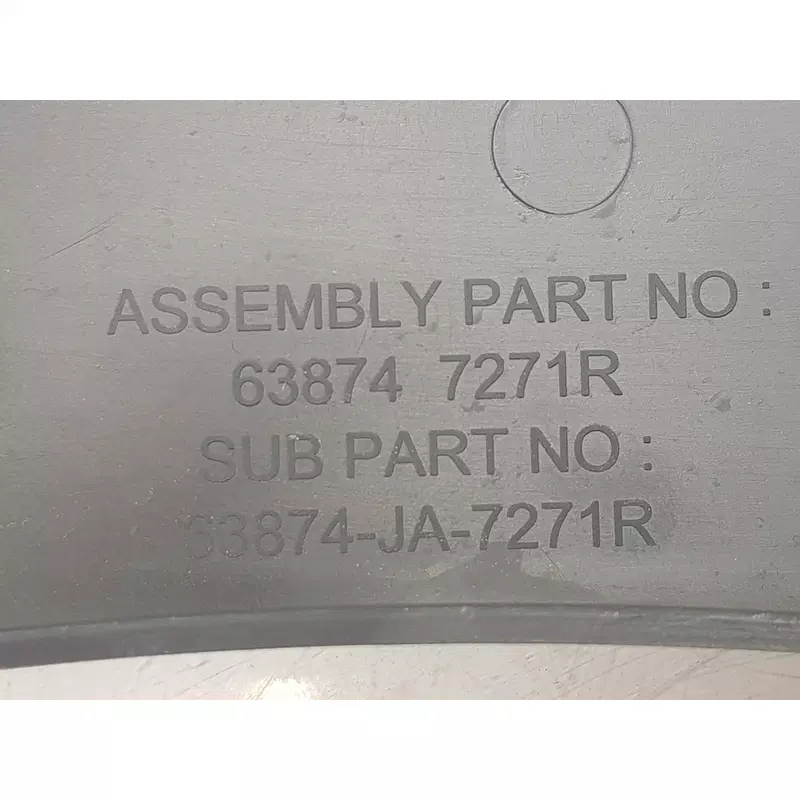 ASSEMBLY PART NO :
63874 7271R
SUB PART NO :
63874-JA-7271R